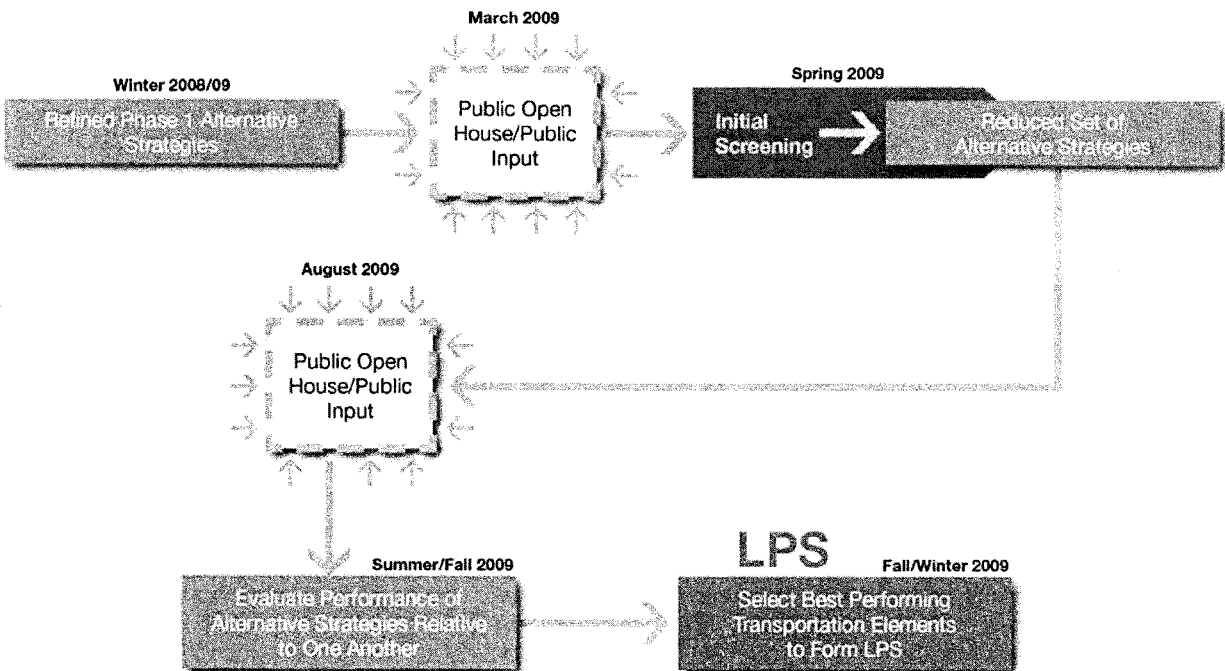 March 2009
Winter 2008/09
Refined Phase 1 Alternative
Strategies
Public Open
House/Public
Input
Spring 2009
Initial
Screening
Reduced Set of
Alternative Strategies
August 2009
Public Open
House/Public
Input
Summer/Fall 2009
Evaluate Performance of
Alternative Strategies Relative
to One Another
LPS
Fall/Winter 2009
Select Best Performing
Transportation Elements
to Form LPS